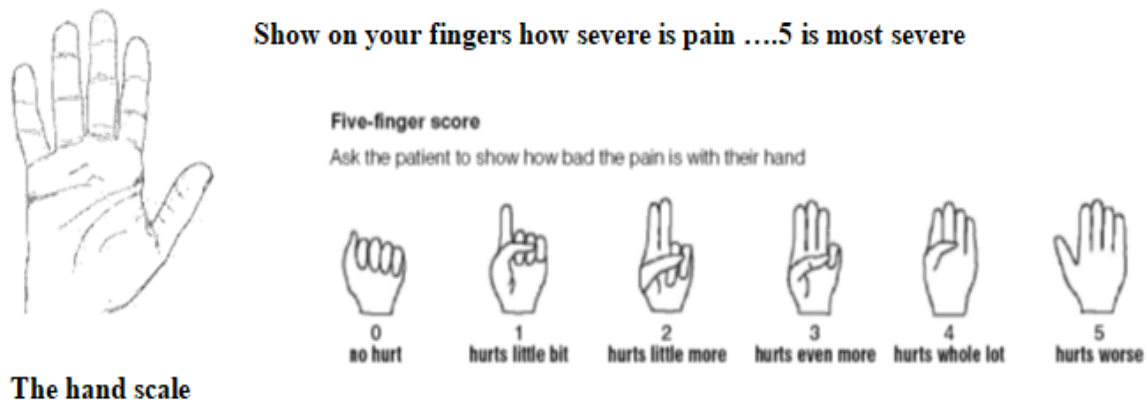 Show on your fingers how severe is pain ....5 is most severe
Five-finger score
Ask the patient to show how bad the pain is with their hand
0 1 2 3 4 5
no hurt hurts little bit hurts little more hurts even more hurts whole lot hurts worse
The hand scale